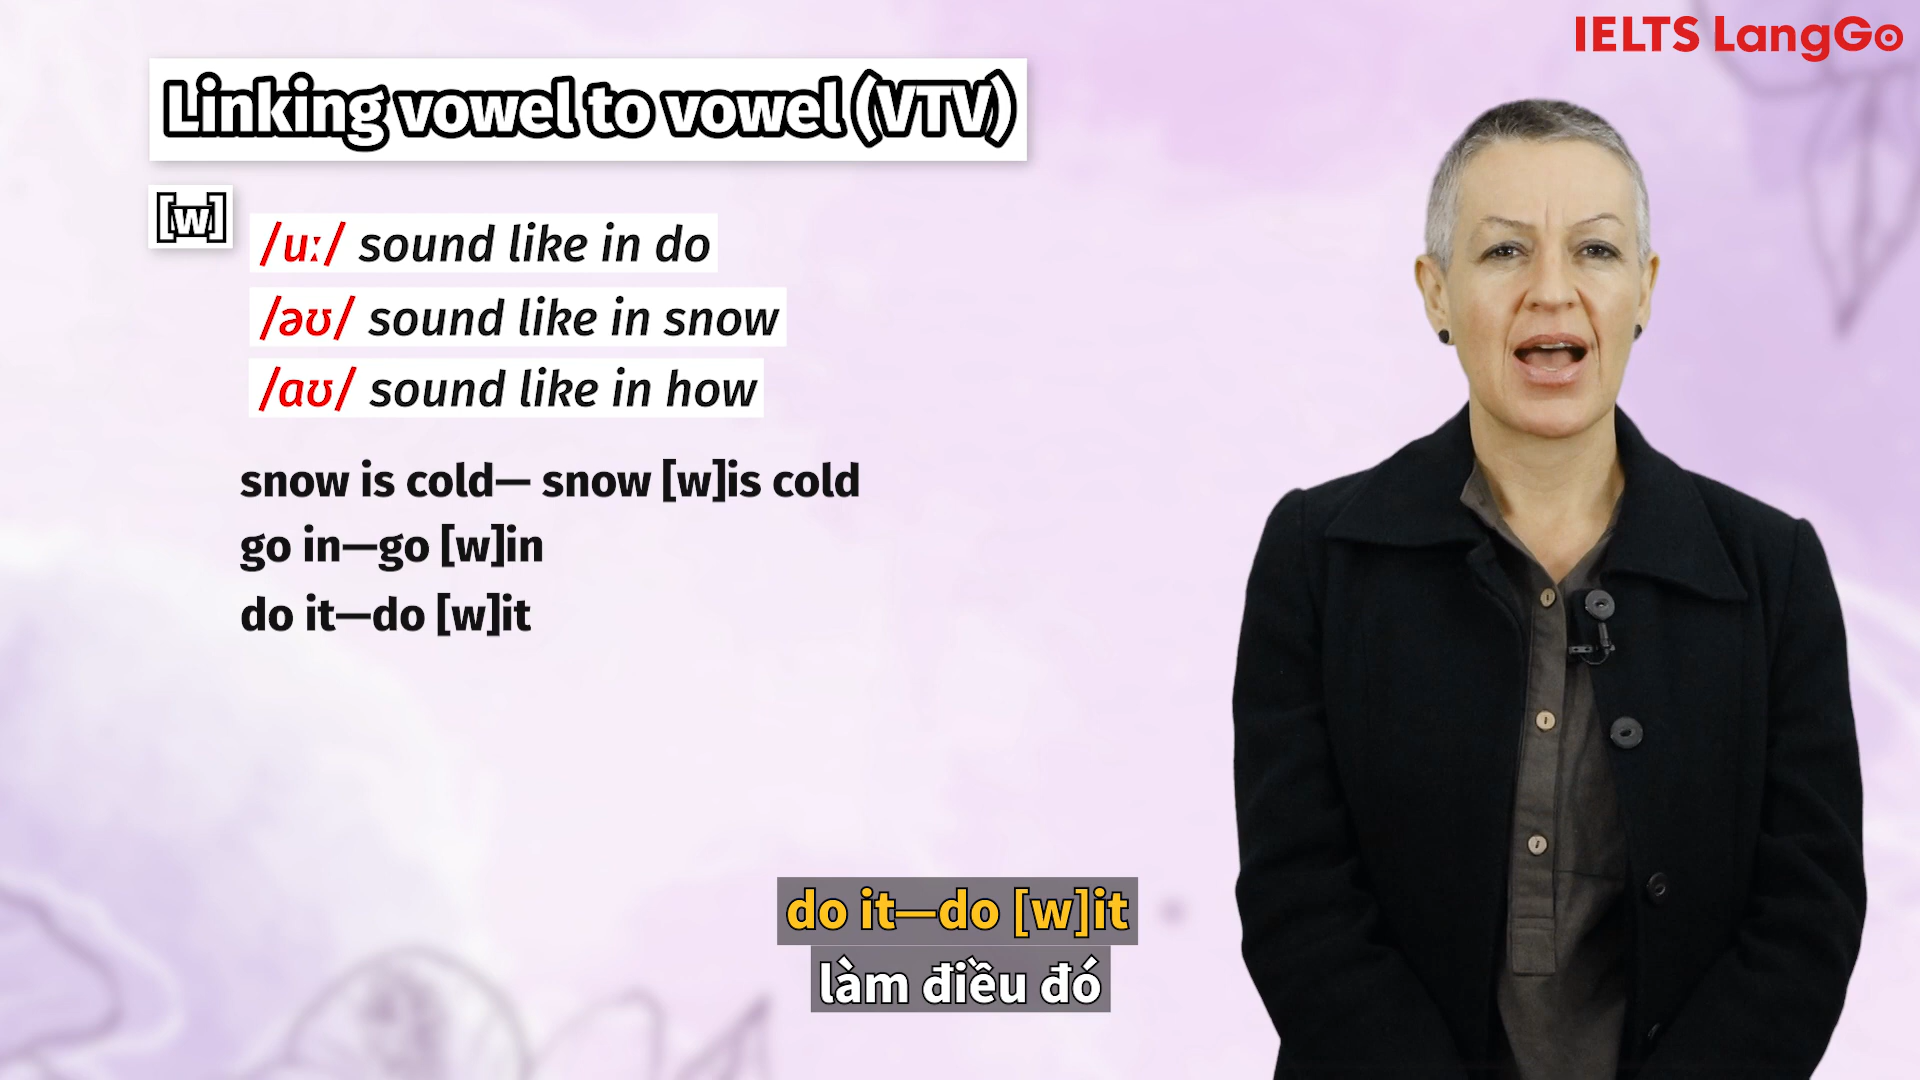 IELTS LangGo
Linking vowel to vowel (VTV)
[w]
/uː/ sound like in do
/əʊ/ sound like in snow
/ɑʊ/ sound like in how
snow is cold— snow [w]is cold
go in—go [w]in
do it—do [w]it
do it—do [w]it
làm điều đó